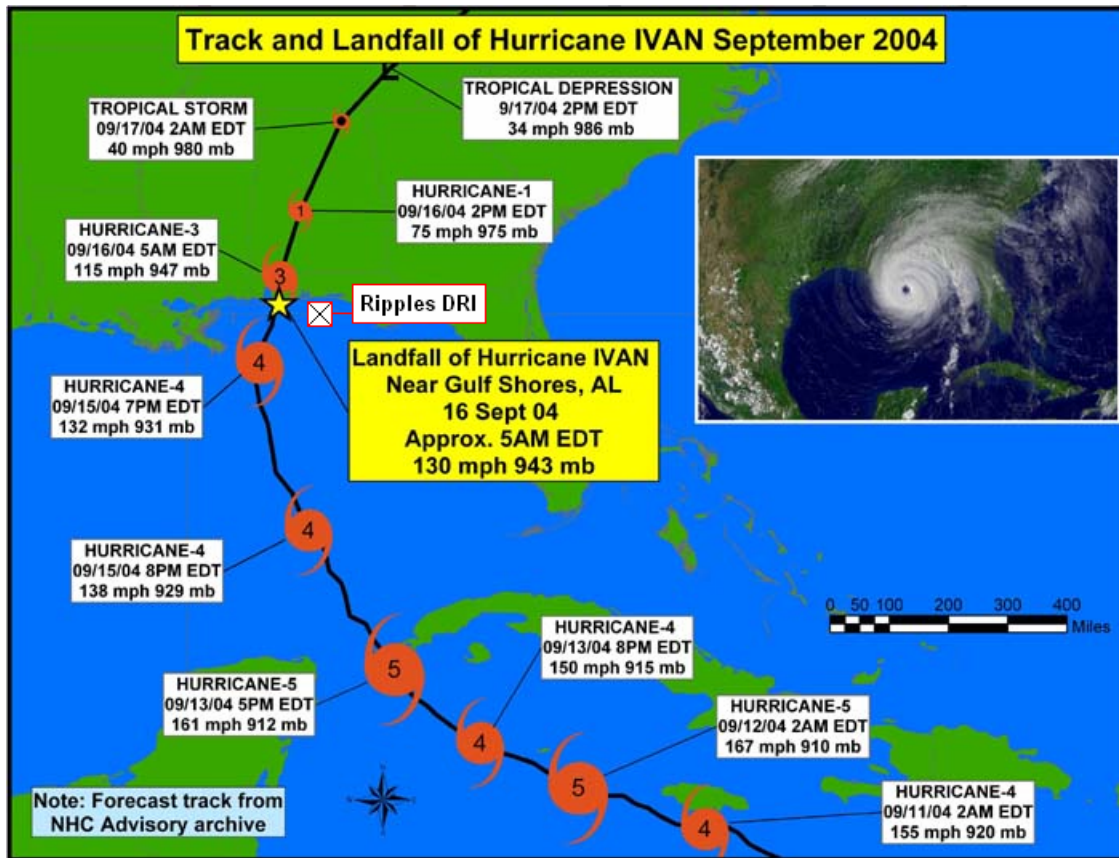 Track and Landfall of Hurricane IVAN September 2004
TROPICAL DEPRESSION
9/17/04 2PM EDT
34 mph 986 mb
TROPICAL STORM
09/17/04 2AM EDT
40 mph 980 mb
HURRICANE-1
09/16/04 2PM EDT
75 mph 975 mb
HURRICANE-3
09/16/04 5AM EDT
115 mph 947 mb
1
3
Ripples DRI
Landfall of Hurricane IVAN
Near Gulf Shores, AL
16 Sept 04
Approx. 5AM EDT
130 mph 943 mb
4
HURRICANE-4
09/15/04 7PM EDT
132 mph 931 mb
4
HURRICANE-4
09/15/04 8PM EDT
138 mph 929 mb
0 50 100 200 300 400
Miles
HURRICANE-4
09/13/04 8PM EDT
150 mph 915 mb
5
HURRICANE-5
09/13/04 5PM EDT
161 mph 912 mb
4
HURRICANE-5
09/12/04 2AM EDT
167 mph 910 mb
5
4
HURRICANE-4
09/11/04 2AM EDT
155 mph 920 mb
Note: Forecast track from
NHC Advisory archive